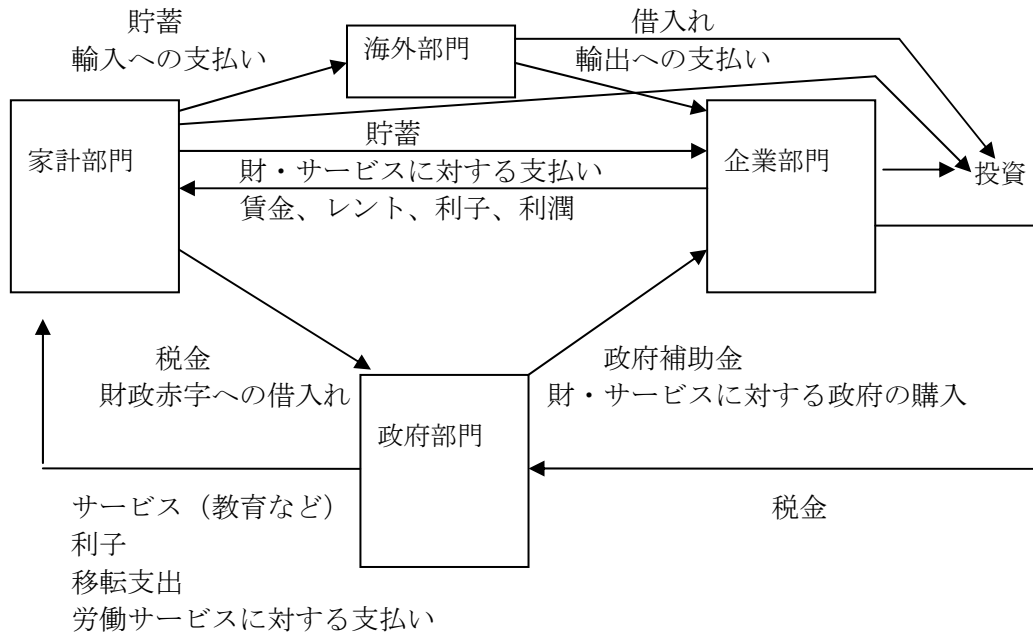 貯蓄
輸入への支払い
海外部門
借入れ
輸出への支払い
家計部門
貯蓄
財・サービスに対する支払い
賃金、レント、利子、利潤
企業部門
投資
税金
財政赤字への借入れ
政府補助金
財・サービスに対する政府の購入
政府部門
サービス（教育など）
利子
移転支出
労働サービスに対する支払い
税金